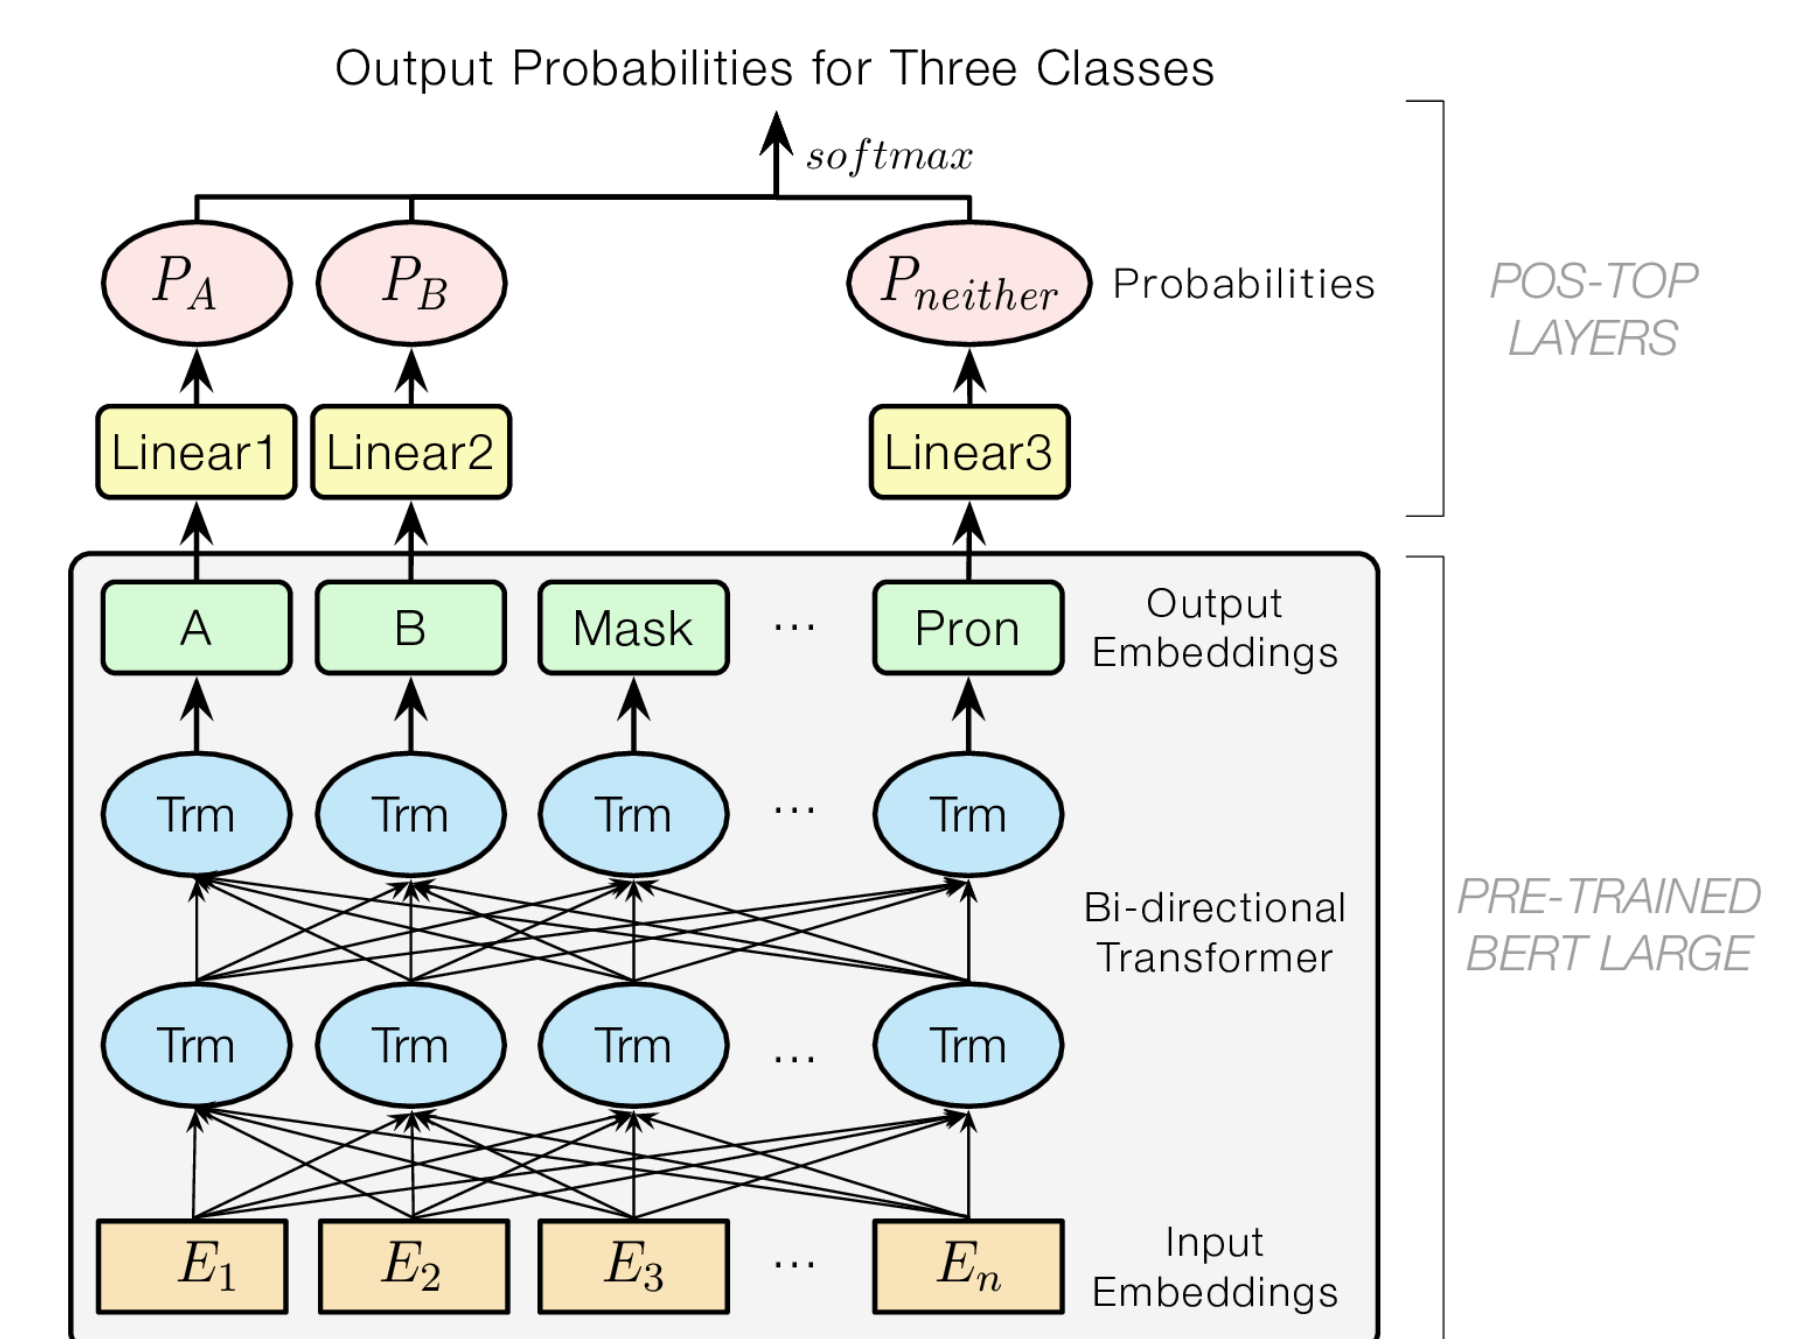 Output Probabilities for Three Classes
softmax
P_A P_B P_neither Probabilities
POS-TOP
LAYERS
Linear1 Linear2 Linear3
A B Mask ... Pron
Output
Embeddings
Trm Trm Trm ... Trm
Bi-directional
Transformer
PRE-TRAINED
BERT LARGE
Trm Trm Trm ... Trm
E_1 E_2 E_3 ... E_n
Input
Embeddings